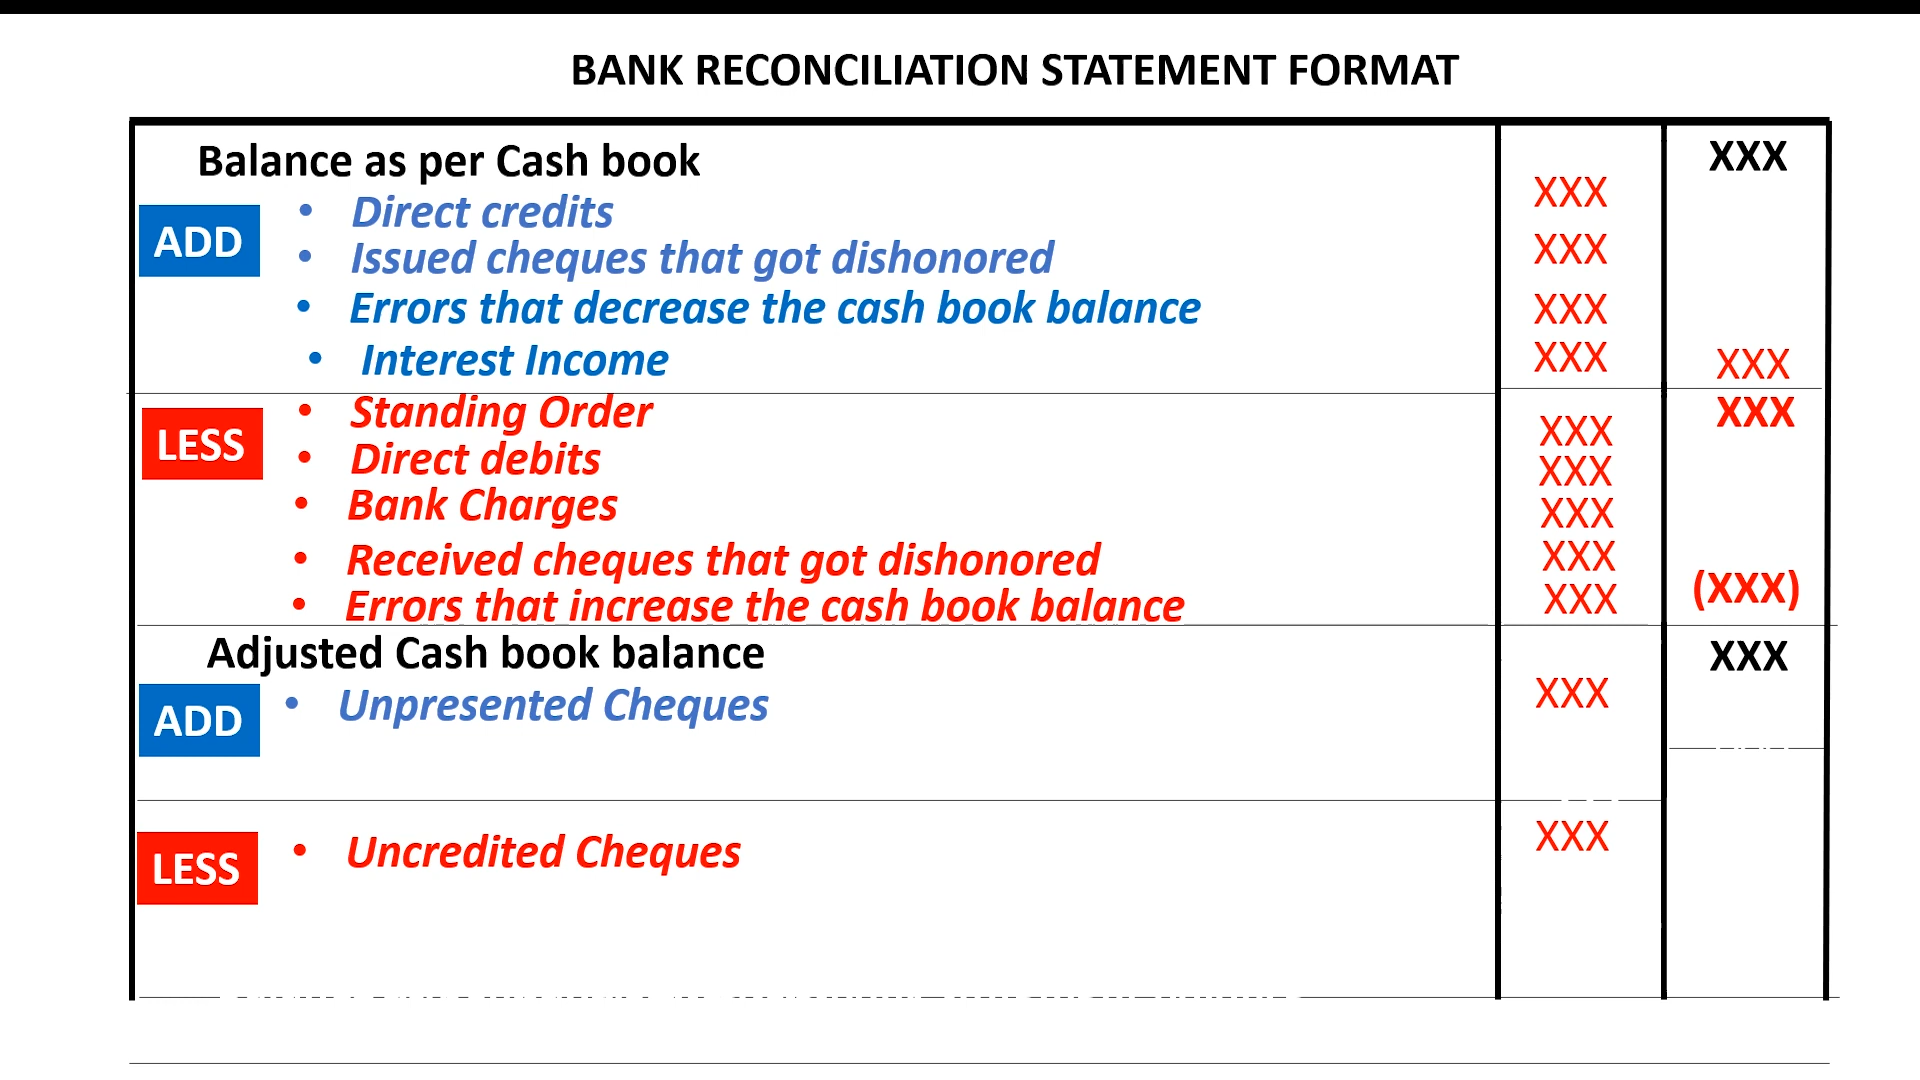 BANK RECONCILIATION STATEMENT FORMAT
Balance as per Cash book XXX
ADD • Direct credits XXX
• Issued cheques that got dishonored XXX
• Errors that decrease the cash book balance XXX
• Interest Income XXX XXX
XXX
LESS • Standing Order XXX
• Direct debits XXX
• Bank Charges XXX
• Received cheques that got dishonored XXX
• Errors that increase the cash book balance XXX (XXX)
Adjusted Cash book balance XXX
ADD • Unpresented Cheques XXX
LESS • Uncredited Cheques XXX